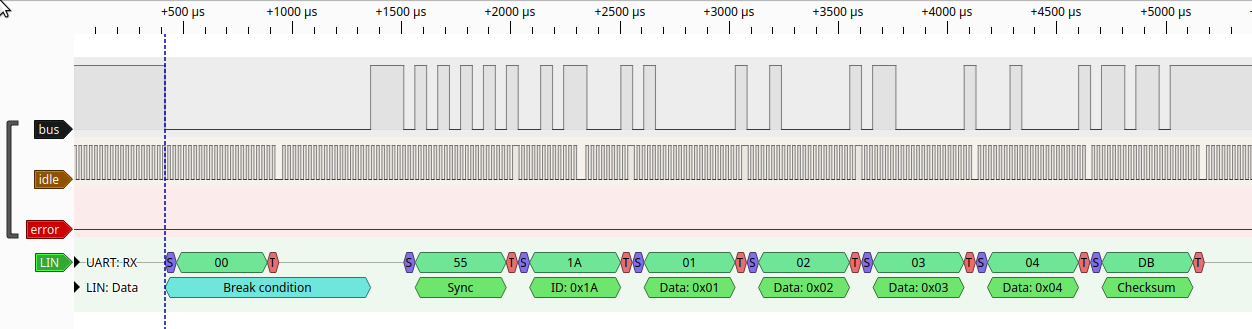 +500 µs +1000 µs +1500 µs +2000 µs +2500 µs +3000 µs +3500 µs +4000 µs +4500 µs +5000 µs
bus
idle
error
LIN UART: RX S 00 T S 55 T S 1A T S 01 T S 02 T S 03 T S 04 T S DB T
LIN: Data Break condition Sync ID: 0x1A Data: 0x01 Data: 0x02 Data: 0x03 Data: 0x04 Checksum